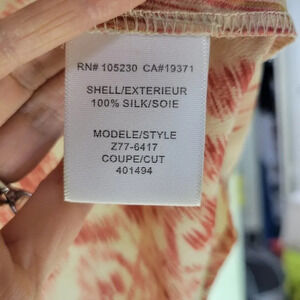 RN# 105230 CA#19371
SHELL/EXTERIEUR
100% SILK/SOIE
MODELE/STYLE
Z77-6417
COUPE/CUT
401494